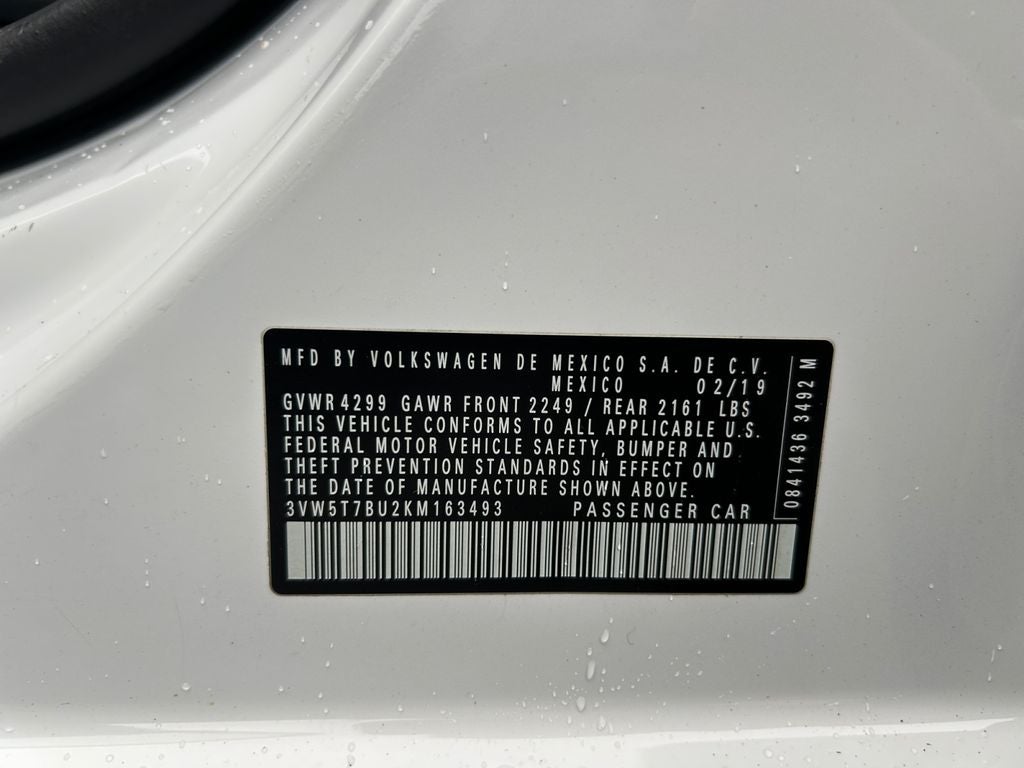 MFD BY VOLKSWAGEN DE MEXICO S.A. DE C.V.
MEXICO 02/19
GVWR 4299 GAWR FRONT 2249 / REAR 2161 LBS
THIS VEHICLE CONFORMS TO ALL APPLICABLE U.S.
FEDERAL MOTOR VEHICLE SAFETY, BUMPER AND
THEFT PREVENTION STANDARDS IN EFFECT ON
THE DATE OF MANUFACTURE SHOWN ABOVE.
3VW5T7BU2KM163493 PASSENGER CAR
0841436 3492 M